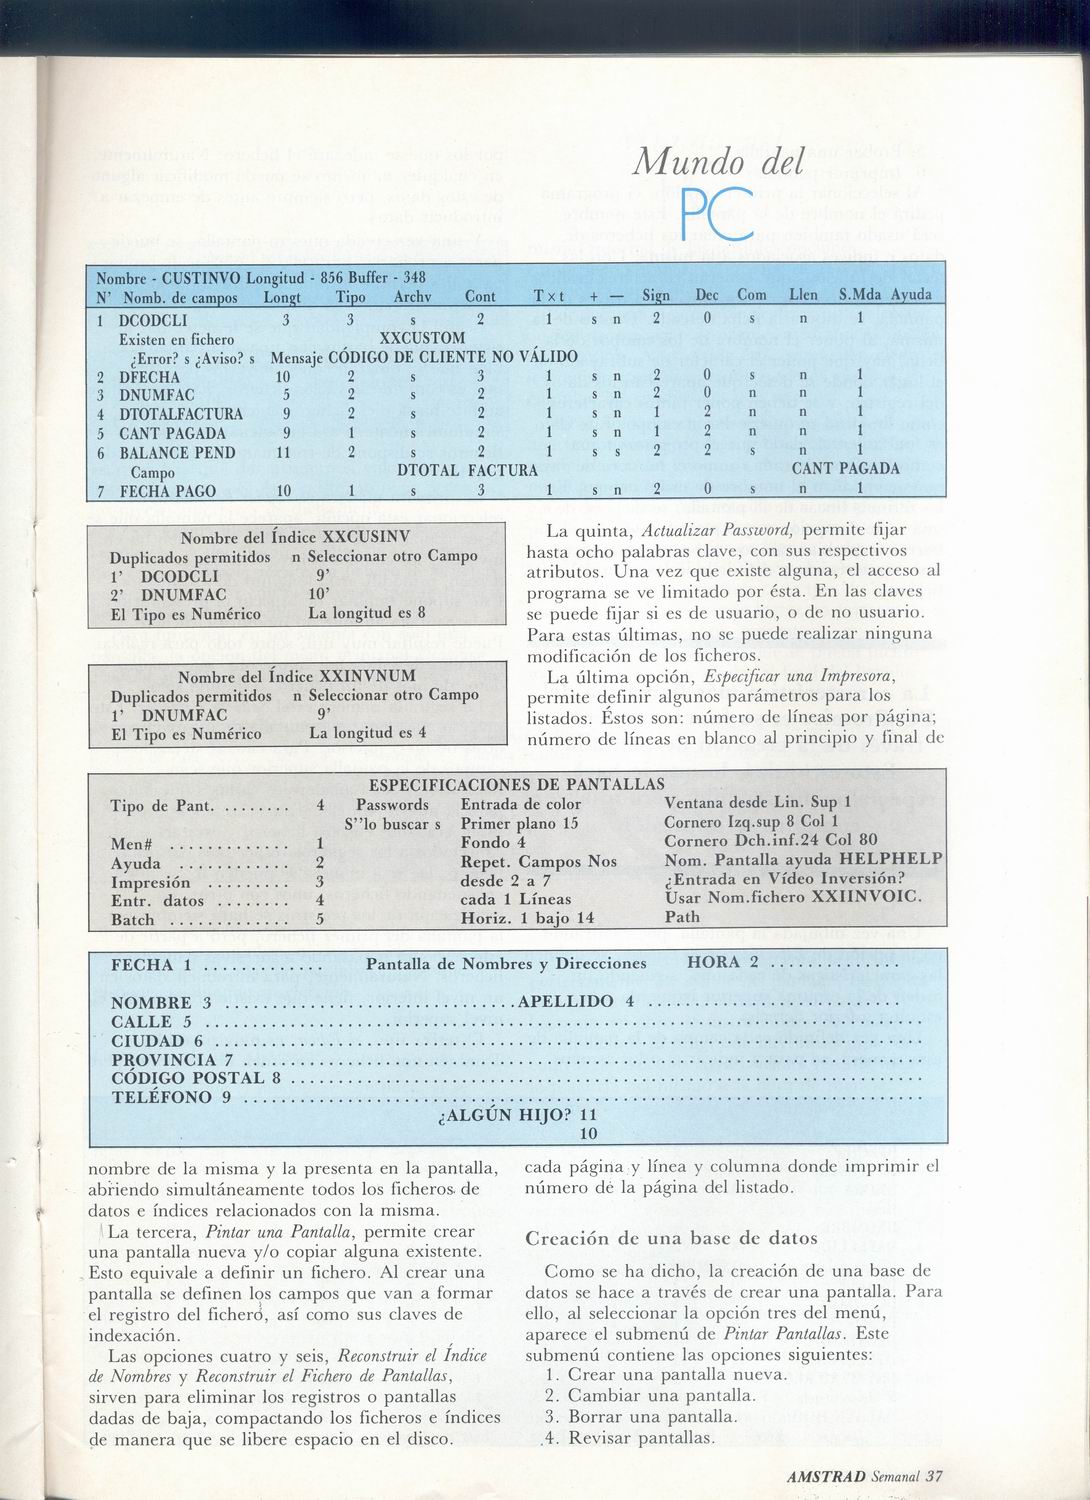 Mundo del
PC
Nombre - CUSTINVO Longitud - 856 Buffer - 348
N' Nomb. de campos Longt Tipo Archv Cont T×t + — Sign Dec Com Llen S.Mda Ayuda
1 DCODCLI 3 3 s 2 1 s n 2 0 s n 1
Existen en fichero XXCUSTOM
¿Error? s ¿Aviso? s Mensaje CÓDIGO DE CLIENTE NO VÁLIDO
2 DFECHA 10 2 s 3 1 s n 2 0 s n 1
3 DNUMFAC 5 2 s 2 1 s n 2 0 n n 1
4 DTOTALFACTURA 9 2 s 2 1 s n 1 2 n n 1
5 CANT PAGADA 9 1 s 2 1 s n 1 2 n n 1
6 BALANCE PEND 11 2 s 2 1 s s 2 2 s n 1
Campo DTOTAL FACTURA CANT PAGADA
7 FECHA PAGO 10 1 s 3 1 s n 2 0 s n 1
Nombre del Índice XXCUSINV
Duplicados permitidos n Seleccionar otro Campo
1' DCODCLI 9'
2' DNUMFAC 10'
El Tipo es Numérico La longitud es 8
Nombre del Índice XXINVNUM
Duplicados permitidos n Seleccionar otro Campo
1' DNUMFAC 9'
El Tipo es Numérico La longitud es 4
La quinta, Actualizar Password, permite fijar
hasta ocho palabras clave, con sus respectivos
atributos. Una vez que existe alguna, el acceso al
programa se ve limitado por ésta. En las claves
se puede fijar si es de usuario, o de no usuario.
Para estas últimas, no se puede realizar ninguna
modificación de los ficheros.
La última opción, Especificar una Impresora,
permite definir algunos parámetros para los
listados. Éstos son: número de líneas por página;
número de líneas en blanco al principio y final de
ESPECIFICACIONES DE PANTALLAS
Tipo de Pant. ........ 4 Passwords Entrada de color Ventana desde Lin. Sup 1
S''lo buscar s Primer plano 15 Cornero Izq.sup 8 Col 1
Men# ............. 1 Fondo 4 Cornero Dch.inf.24 Col 80
Ayuda ............ 2 Repet. Campos Nos Nom. Pantalla ayuda HELPHELP
Impresión ......... 3 desde 2 a 7 ¿Entrada en Vídeo Inversión?
Entr. datos ........ 4 cada 1 Líneas Usar Nom.fichero XXIINVOIC.
Batch ............. 5 Horiz. 1 bajo 14 Path
FECHA 1 ............. Pantalla de Nombres y Direcciones HORA 2 ..............
NOMBRE 3 ...............................APELLIDO 4 ...........................
CALLE 5 ..............................................................................
CIUDAD 6 .............................................................................
PROVINCIA 7 ..........................................................................
CÓDIGO POSTAL 8 .....................................................................
TELÉFONO 9 ..........................................................................
¿ALGÚN HIJO? 11
10
nombre de la misma y la presenta en la pantalla,
abriendo simultáneamente todos los ficheros de
datos e índices relacionados con la misma.
La tercera, Pintar una Pantalla, permite crear
una pantalla nueva y/o copiar alguna existente.
Esto equivale a definir un fichero. Al crear una
pantalla se definen los campos que van a formar
el registro del fichero, así como sus claves de
indexación.
Las opciones cuatro y seis, Reconstruir el Índice
de Nombres y Reconstruir el Fichero de Pantallas,
sirven para eliminar los registros o pantallas
dadas de baja, compactando los ficheros e índices
de manera que se libere espacio en el disco.
cada página y línea y columna donde imprimir el
número de la página del listado.
Creación de una base de datos
Como se ha dicho, la creación de una base de
datos se hace a través de crear una pantalla. Para
ello, al seleccionar la opción tres del menú,
aparece el submenú de Pintar Pantallas. Este
submenú contiene las opciones siguientes:
1. Crear una pantalla nueva.
2. Cambiar una pantalla.
3. Borrar una pantalla.
4. Revisar pantallas.
AMSTRAD Semanal 37